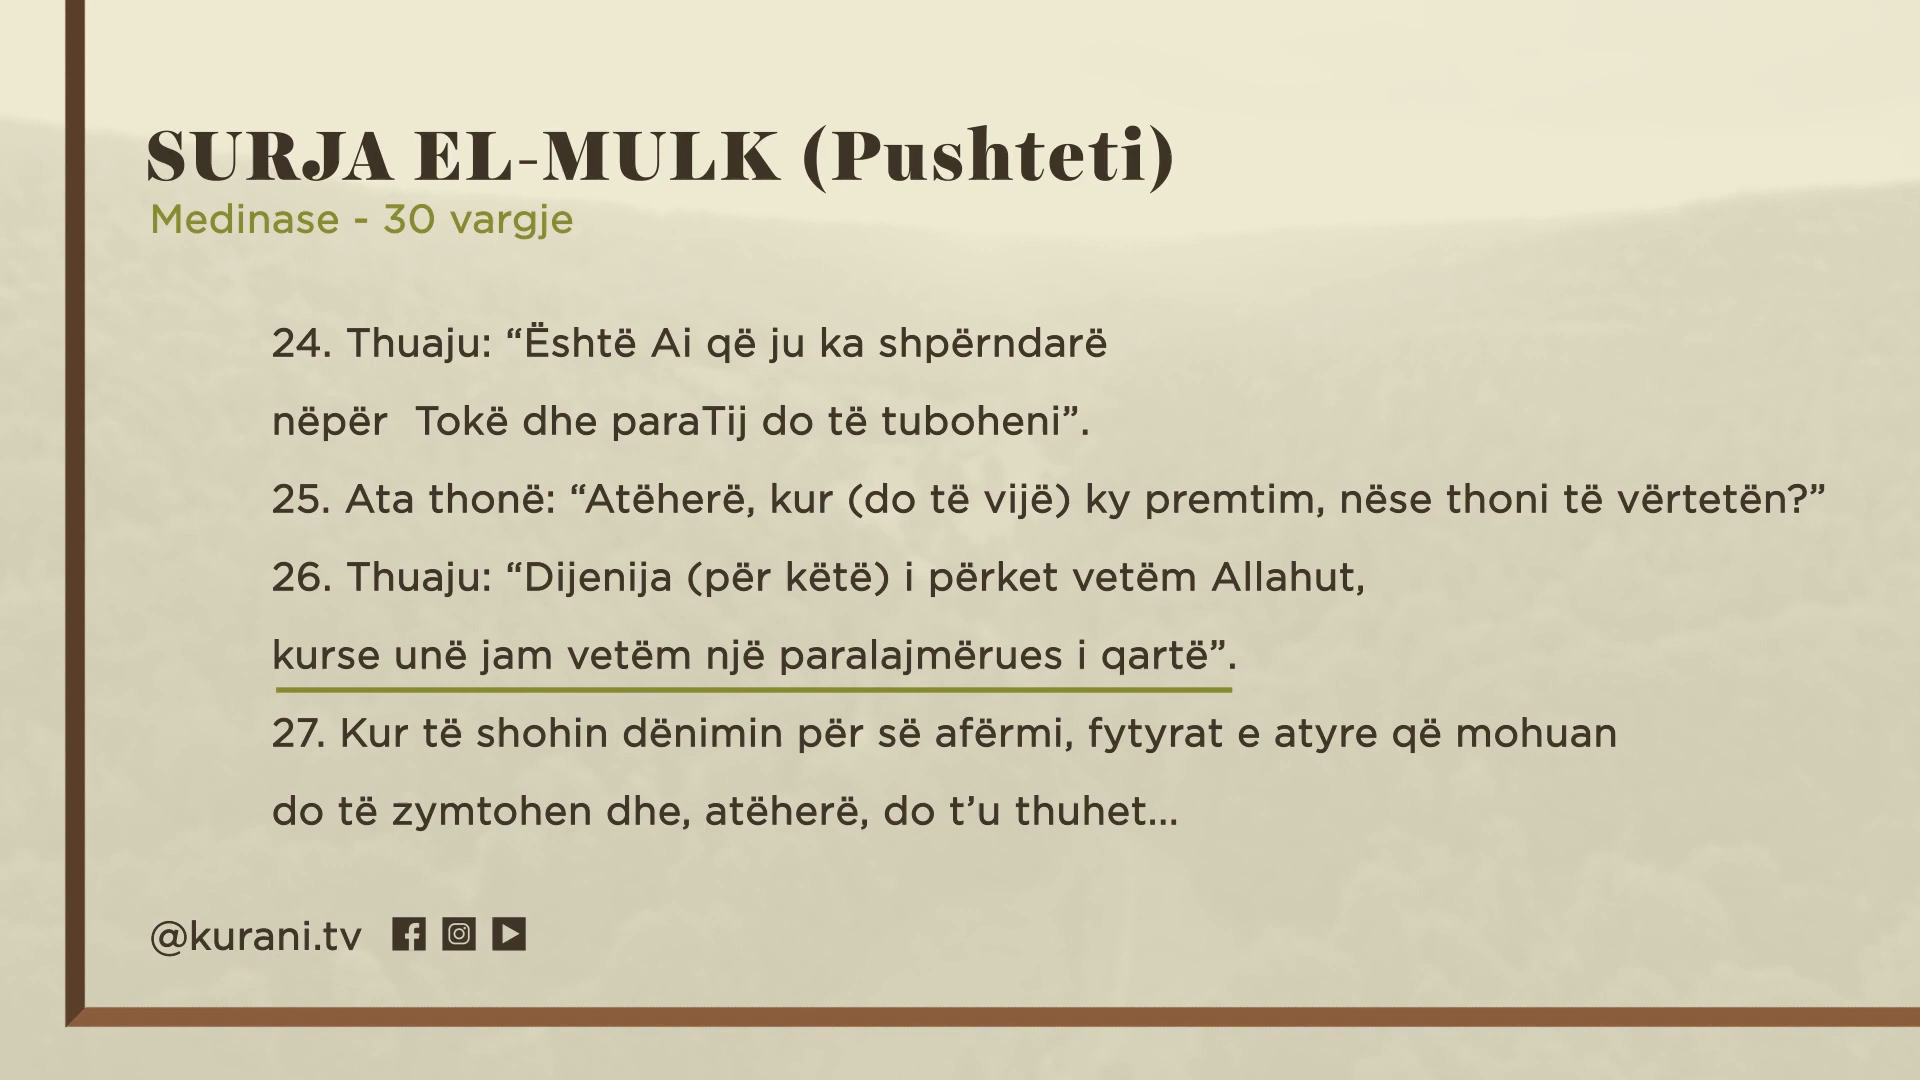 SURJA EL-MULK (Pushteti)
Medinase - 30 vargje
24. Thuaju: “Është Ai që ju ka shpërndarë
nëpër  Tokë dhe paraTij do të tuboheni”.
25. Ata thonë: “Atëherë, kur (do të vijë) ky premtim, nëse thoni të vërtetën?”
26. Thuaju: “Dijenija (për këtë) i përket vetëm Allahut,
kurse unë jam vetëm një paralajmërues i qartë”.
27. Kur të shohin dënimin për së afërmi, fytyrat e atyre që mohuan
do të zymtohen dhe, atëherë, do t’u thuhet...
@kurani.tv